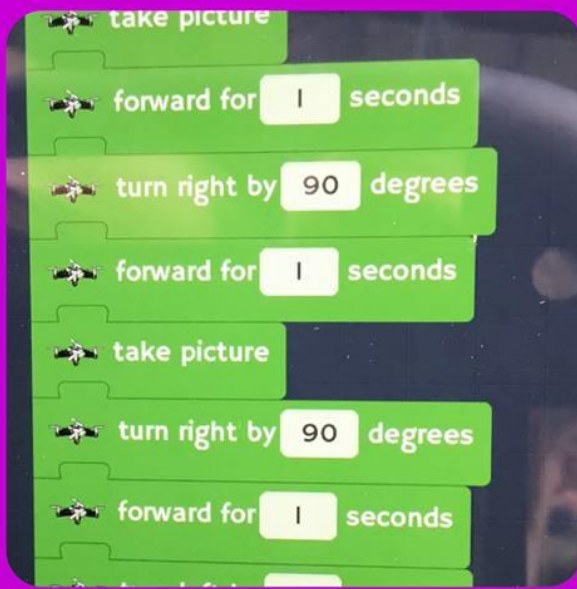 take picture
forward for 1 seconds
turn right by 90 degrees
forward for 1 seconds
take picture
turn right by 90 degrees
forward for 1 seconds